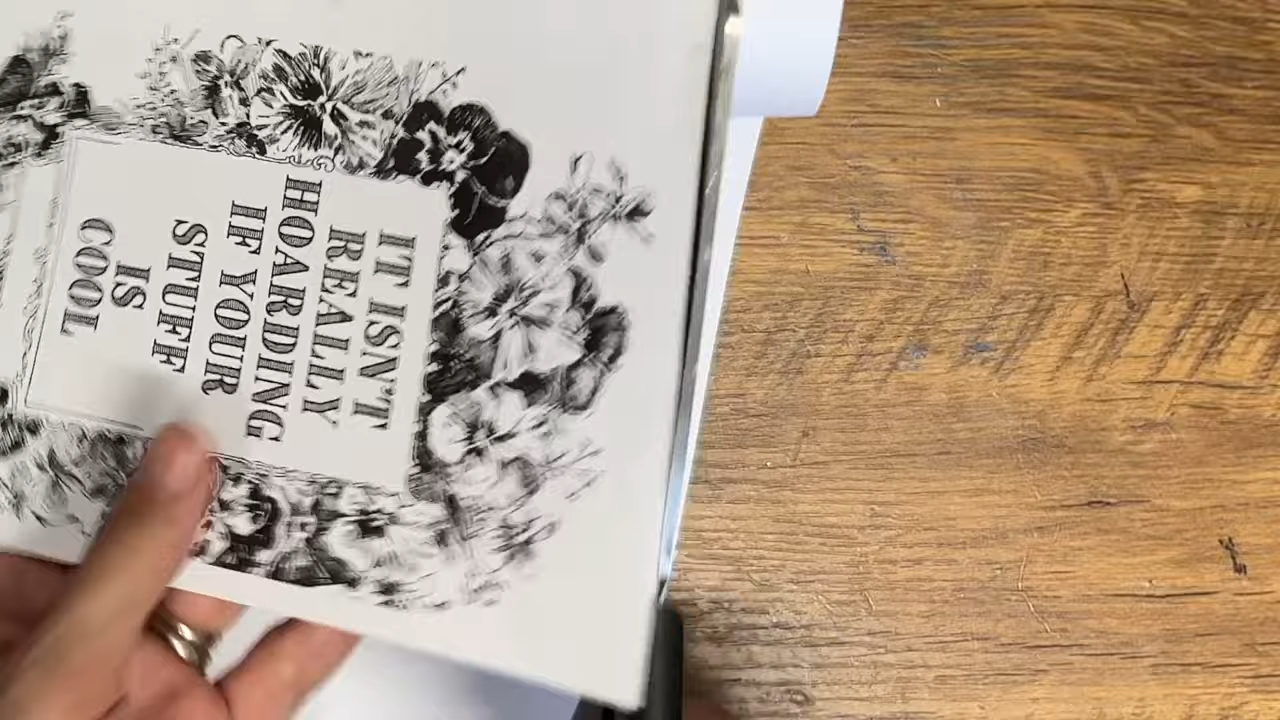 IT ISN'T
REALLY
HOARDING
IF YOUR
STUFF
IS
COOL